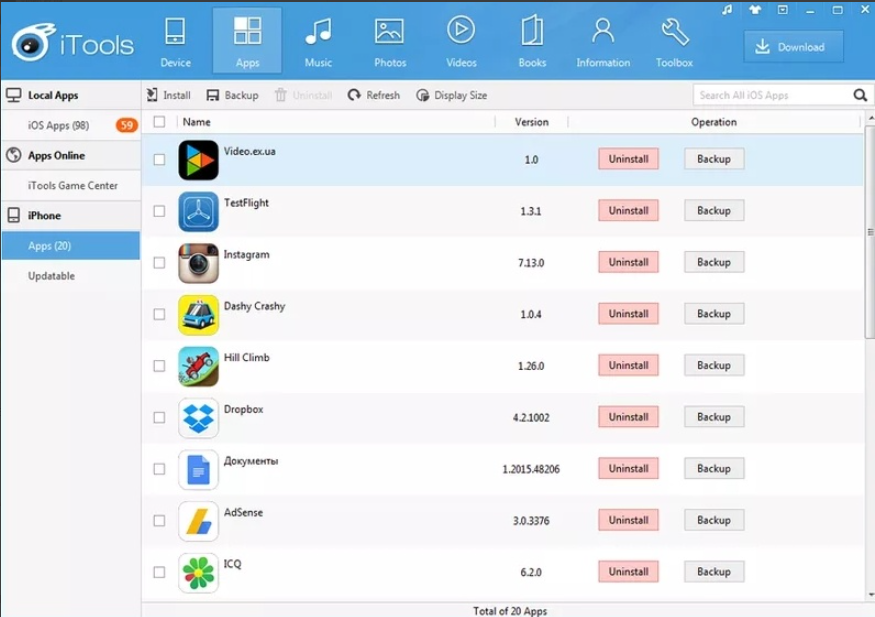 iTools
Device
Apps
Music
Photos
Videos
Books
Information
Toolbox
Download
Local Apps
iOS Apps (98)
59
Apps Online
iTools Game Center
iPhone
Apps (20)
Updatable
Install
Backup
Uninstall
Refresh
Display Size
Search All iOS Apps
Name Version Operation
Video.ex.ua 1.0 Uninstall Backup
TestFlight 1.3.1 Uninstall Backup
Instagram 7.13.0 Uninstall Backup
Dashy Crashy 1.0.4 Uninstall Backup
Hill Climb 1.26.0 Uninstall Backup
Dropbox 4.2.1002 Uninstall Backup
Документы 1.2015.48206 Uninstall Backup
AdSense 3.0.3376 Uninstall Backup
ICQ 6.2.0 Uninstall Backup
Total of 20 Apps